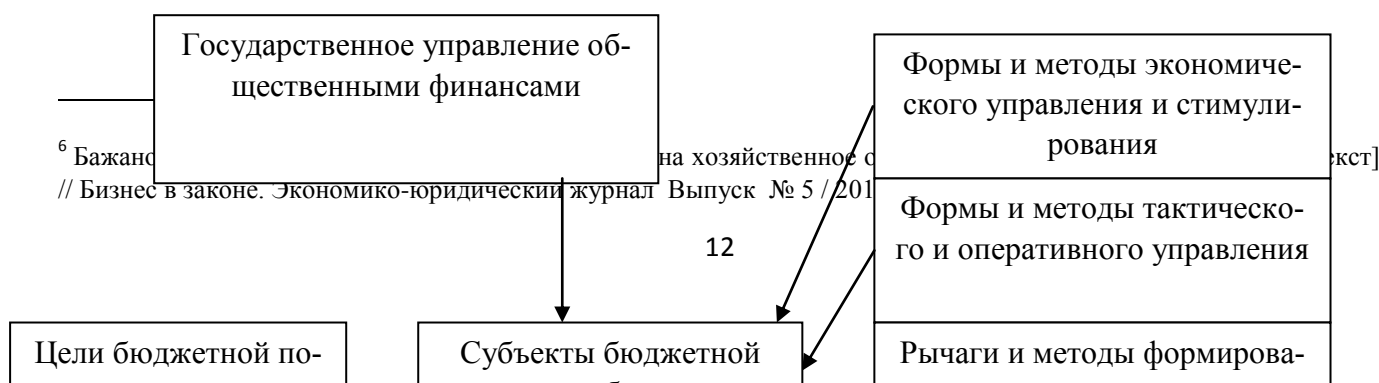 Государственное управление об-
щественными финансами
Формы и методы экономиче-
ского управления и стимули-
рования
6 на хозяйственное
// Бизнес в законе. Экономико-юридический журнал Выпуск № 5 / 201
Формы и методы тактическо-
го и оперативного управления
12
Цели бюджетной по-
Субъекты бюджетной
Рычаги и методы формирова-